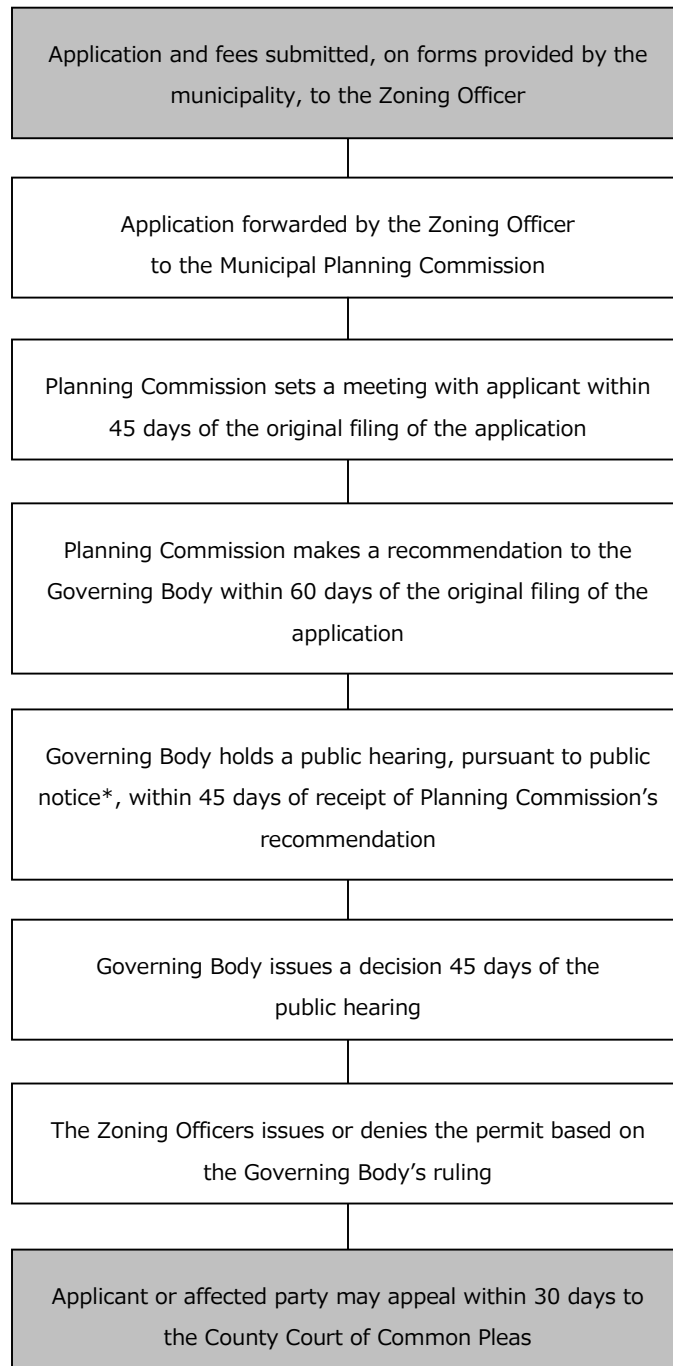 Application and fees submitted, on forms provided by the
municipality, to the Zoning Officer
Application forwarded by the Zoning Officer
to the Municipal Planning Commission
Planning Commission sets a meeting with applicant within
45 days of the original filing of the application
Planning Commission makes a recommendation to the
Governing Body within 60 days of the original filing of the
application
Governing Body holds a public hearing, pursuant to public
notice*, within 45 days of receipt of Planning Commission’s
recommendation
Governing Body issues a decision 45 days of the
public hearing
The Zoning Officers issues or denies the permit based on
the Governing Body’s ruling
Applicant or affected party may appeal within 30 days to
the County Court of Common Pleas